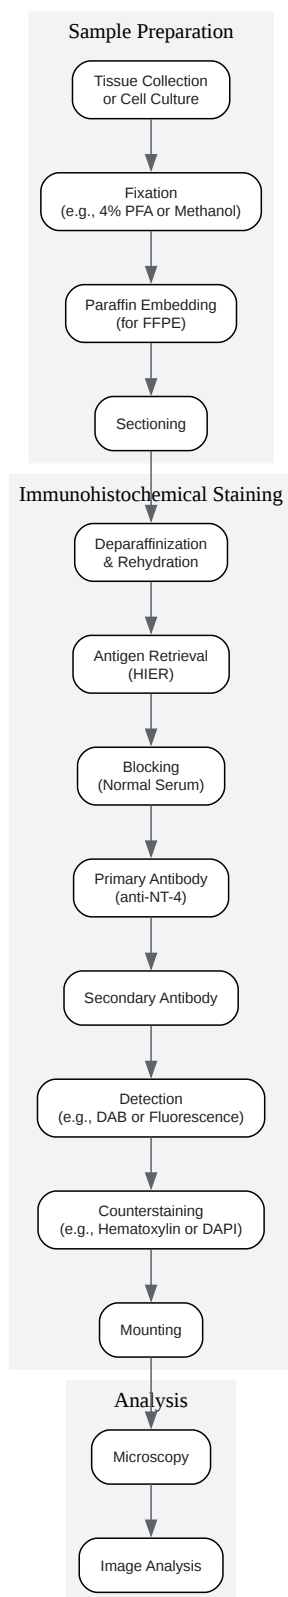 Sample Preparation
Tissue Collection
or Cell Culture
Fixation
(e.g., 4% PFA or Methanol)
Paraffin Embedding
(for FFPE)
Sectioning
Immunohistochemical Staining
Deparaffinization
& Rehydration
Antigen Retrieval
(HIER)
Blocking
(Normal Serum)
Primary Antibody
(anti-NT-4)
Secondary Antibody
Detection
(e.g., DAB or Fluorescence)
Counterstaining
(e.g., Hematoxylin or DAPI)
Mounting
Analysis
Microscopy
Image Analysis